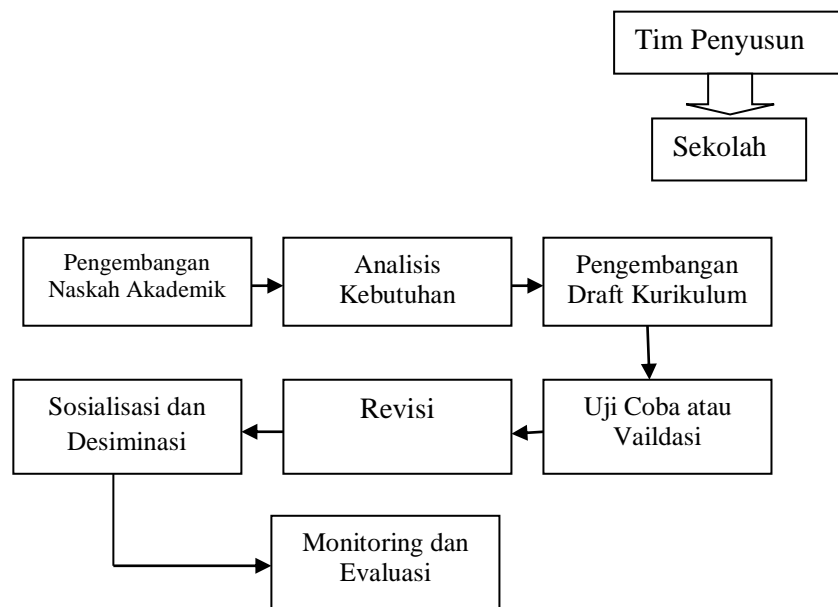 Tim Penyusun
Sekolah
Pengembangan
Naskah Akademik
Analisis
Kebutuhan
Pengembangan
Draft Kurikulum
Sosialisasi dan
Desiminasi
Revisi
Uji Coba atau
Vaildasi
Monitoring dan
Evaluasi